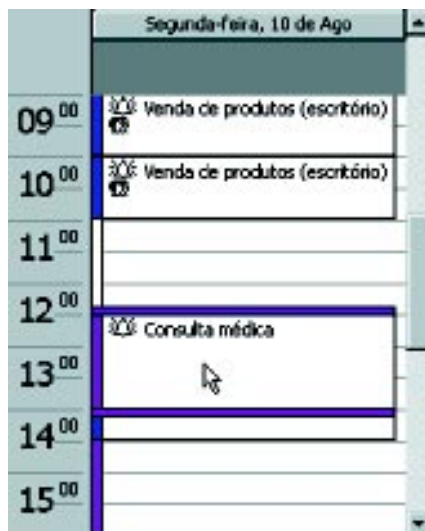 Segunda-feira, 10 de Ago
09 00
Venda de produtos (escritório)
10 00
Venda de produtos (escritório)
11 00
12 00
Consulta médica
13 00
14 00
15 00